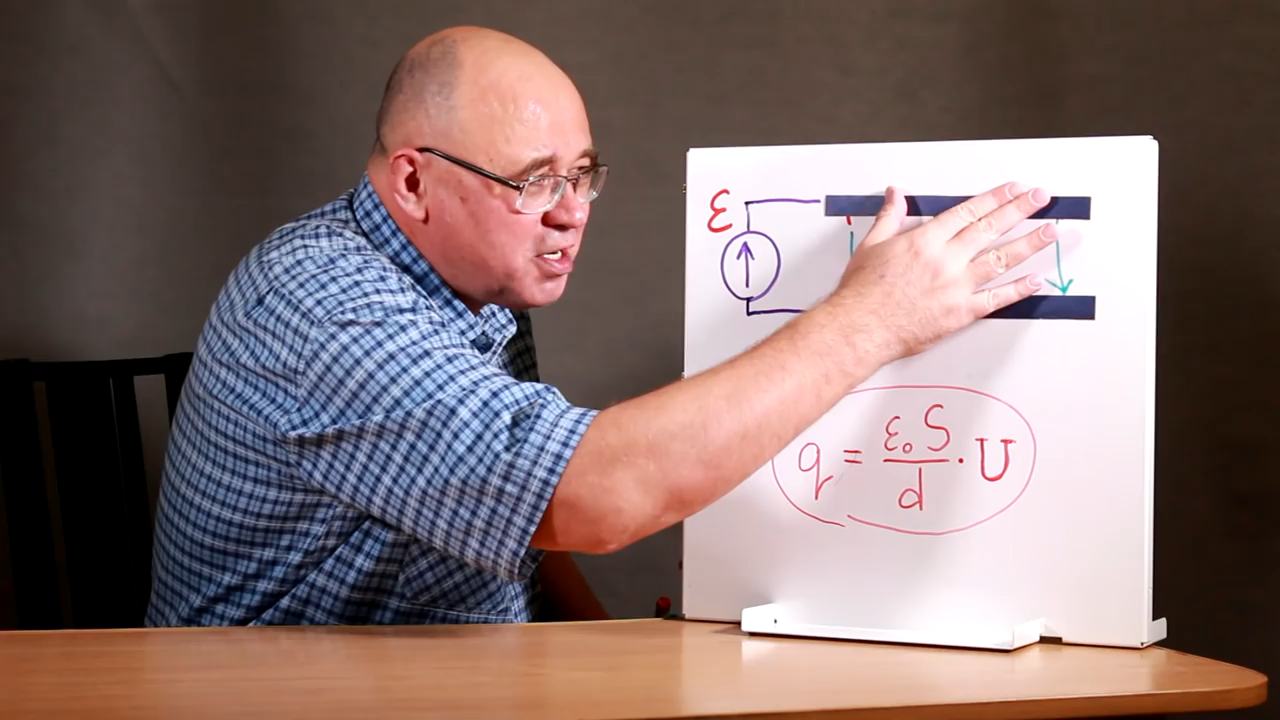 ℰ
q = ε₀S/d · U